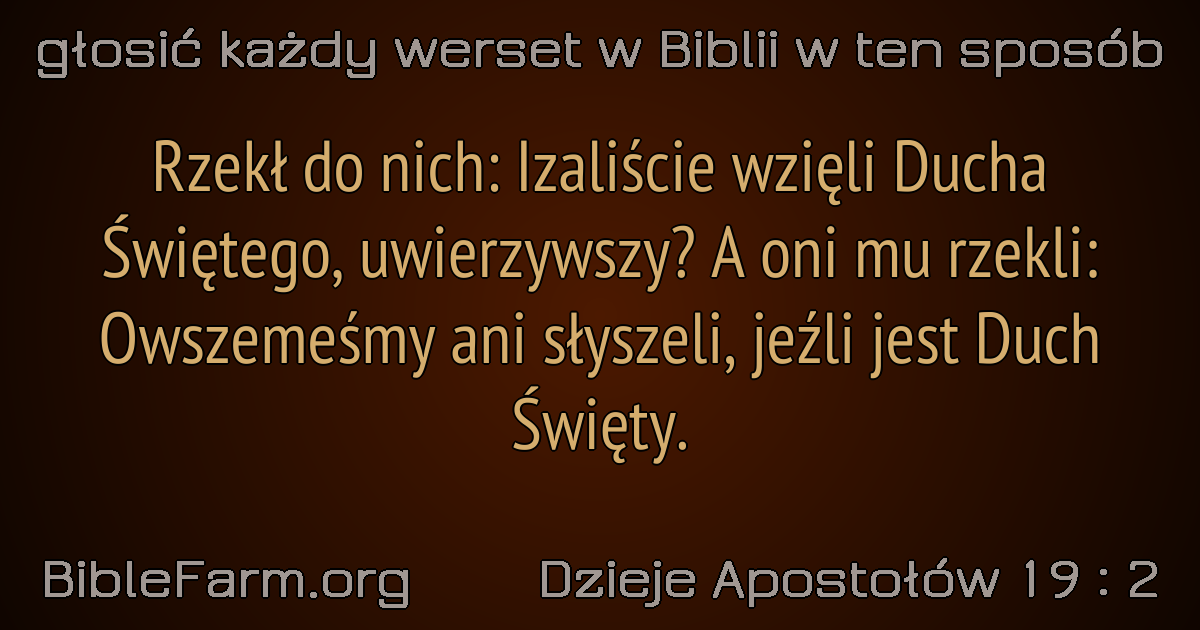 głosić każdy werset w Biblii w ten sposób
Rzekł do nich: Izaliście wzięli Ducha
Świętego, uwierzywszy? A oni mu rzekli:
Owszemeśmy ani słyszeli, jeźli jest Duch
Święty.
BibleFarm.org Dzieje Apostołów 19 : 2